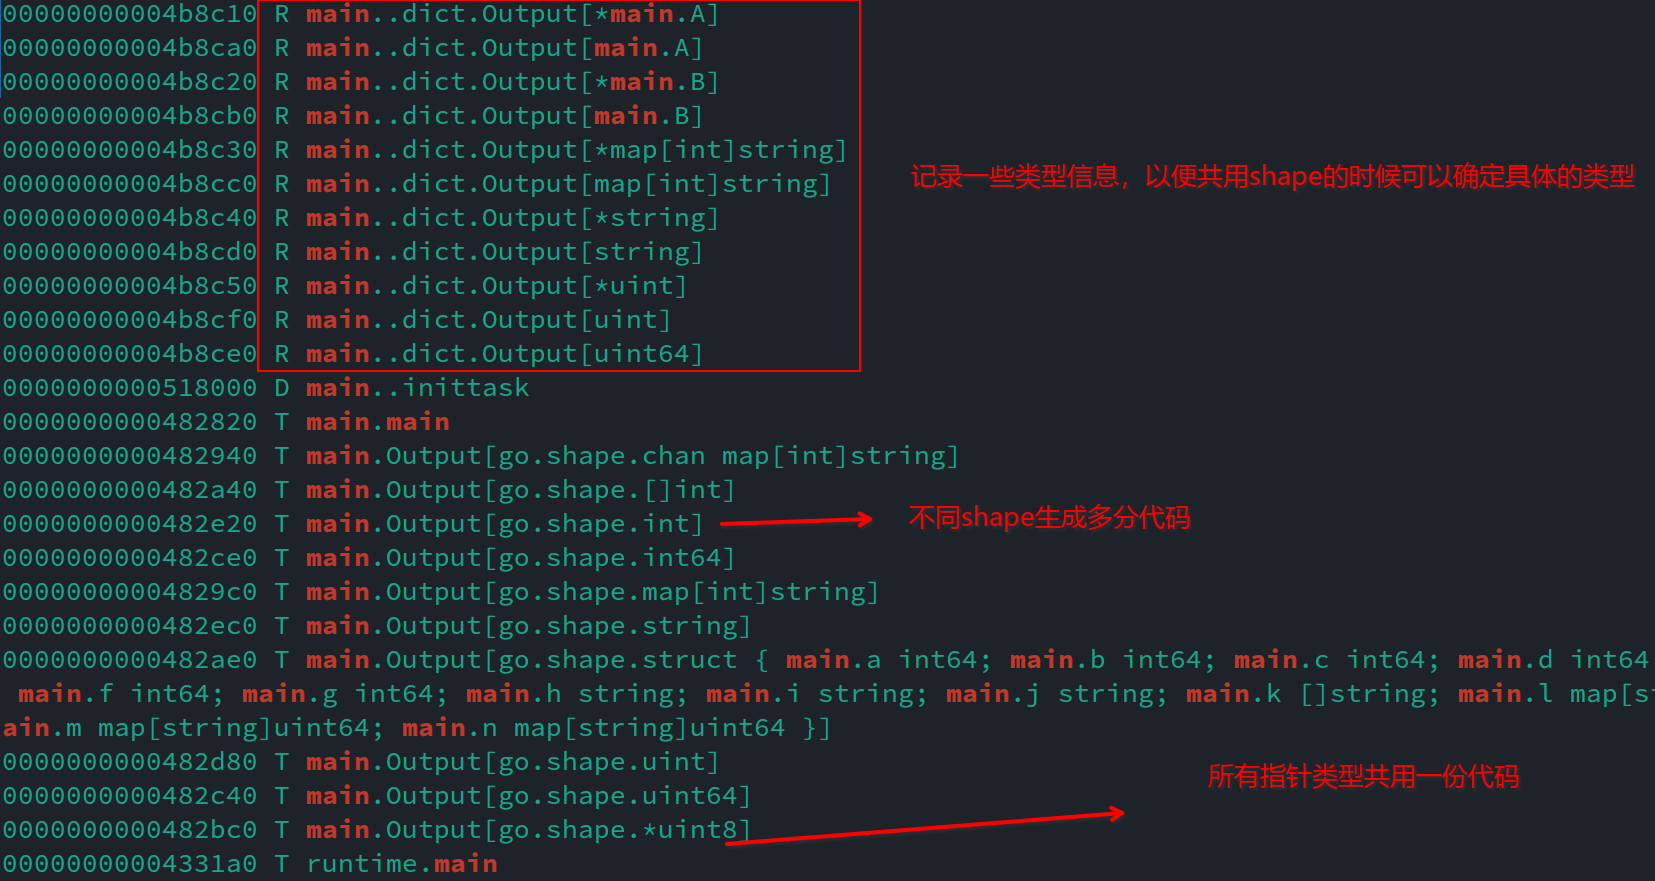 00000000004b8c10 R main..dict.Output[*main.A]
00000000004b8ca0 R main..dict.Output[main.A]
00000000004b8c20 R main..dict.Output[*main.B]
00000000004b8cb0 R main..dict.Output[main.B]
00000000004b8c30 R main..dict.Output[*map[int]string]
记录一些类型信息，以便共用shape的时候可以确定具体的类型
00000000004b8cc0 R main..dict.Output[map[int]string]
00000000004b8c40 R main..dict.Output[*string]
00000000004b8cd0 R main..dict.Output[string]
00000000004b8c50 R main..dict.Output[*uint]
00000000004b8cf0 R main..dict.Output[uint]
00000000004b8ce0 R main..dict.Output[uint64]
0000000000518000 D main..inittask
0000000000482820 T main.main
0000000000482940 T main.Output[go.shape.chan map[int]string]
0000000000482a40 T main.Output[go.shape.[]int]
0000000000482e20 T main.Output[go.shape.int]
不同shape生成多分代码
0000000000482ce0 T main.Output[go.shape.int64]
00000000004829c0 T main.Output[go.shape.map[int]string]
0000000000482ec0 T main.Output[go.shape.string]
0000000000482ae0 T main.Output[go.shape.struct { main.a int64; main.b int64; main.c int64; main.d int64
main.f int64; main.g int64; main.h string; main.i string; main.j string; main.k []string; main.l map[s
ain.m map[string]uint64; main.n map[string]uint64 }]
0000000000482d80 T main.Output[go.shape.uint]
所有指针类型共用一份代码
0000000000482c40 T main.Output[go.shape.uint64]
0000000000482bc0 T main.Output[go.shape.*uint8]
00000000004331a0 T runtime.main